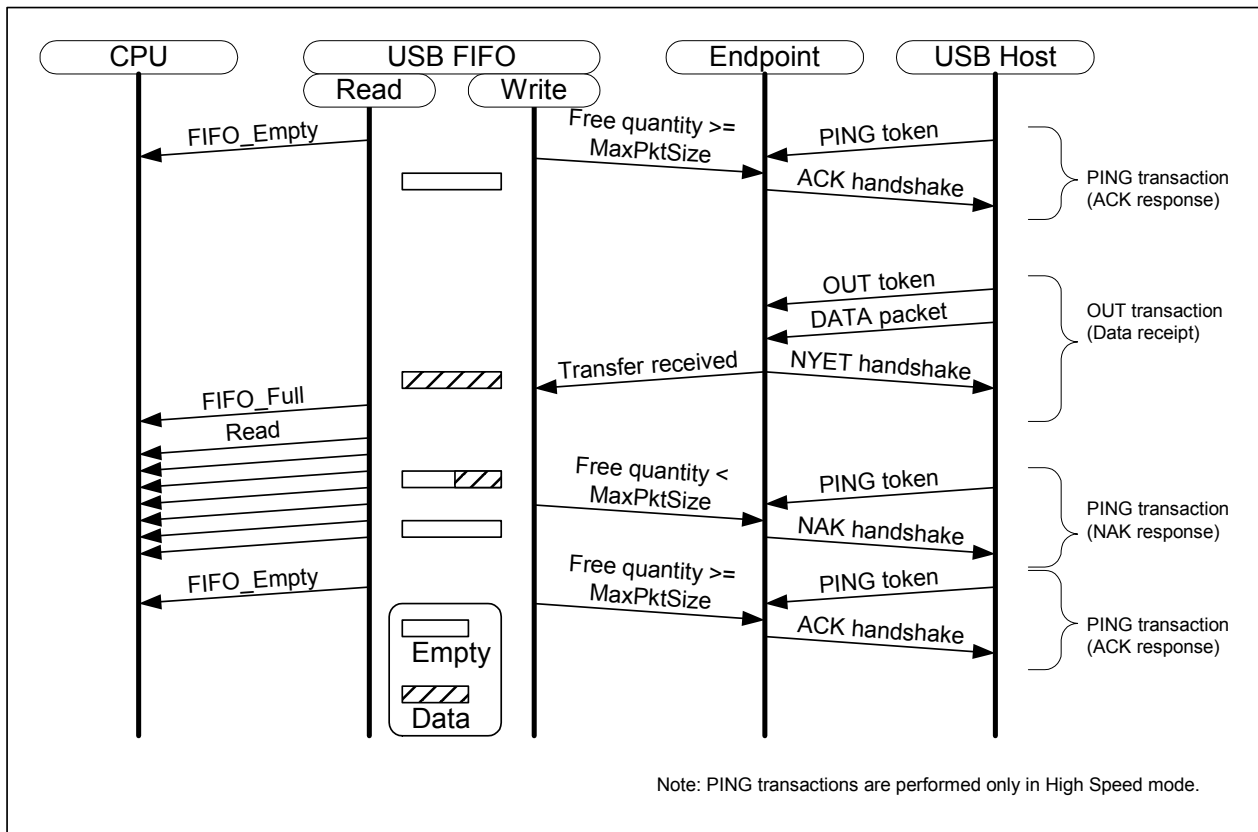 CPU
USB FIFO
Endpoint
USB Host
Read
Write
FIFO_Empty
Free quantity >=
MaxPktSize
PING token
ACK handshake
PING transaction
(ACK response)
OUT token
DATA packet
OUT transaction
(Data receipt)
Transfer received
NYET handshake
FIFO_Full
Read
Free quantity <
MaxPktSize
PING token
NAK handshake
PING transaction
(NAK response)
FIFO_Empty
Free quantity >=
MaxPktSize
PING token
ACK handshake
PING transaction
(ACK response)
Empty
Data
Note: PING transactions are performed only in High Speed mode.